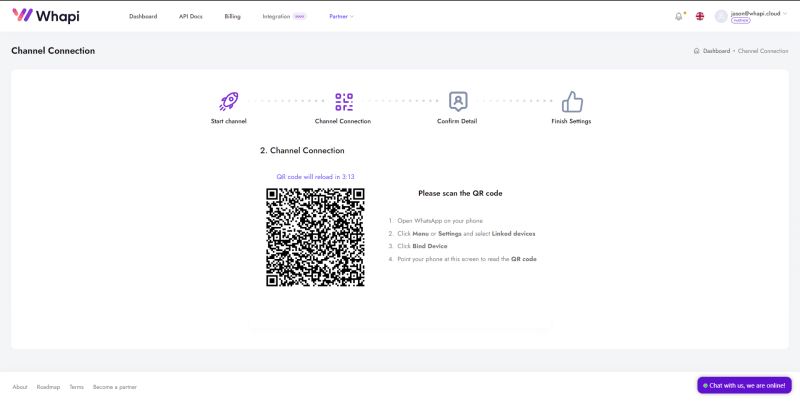 Whapi
Dashboard API Docs Billing Integration Partner
jason@whapi.cloud
PARTNER
Channel Connection
Dashboard • Channel Connection
Start channel Channel Connection Confirm Detail Finish Settings
2. Channel Connection
QR code will reload in 3:13
Please scan the QR code
1. Open WhatsApp on your phone
2. Click Menu or Settings and select Linked devices
3. Click Bind Device
4. Point your phone at this screen to read the QR code
About Roadmap Terms Become a partner
Chat with us, we are online!